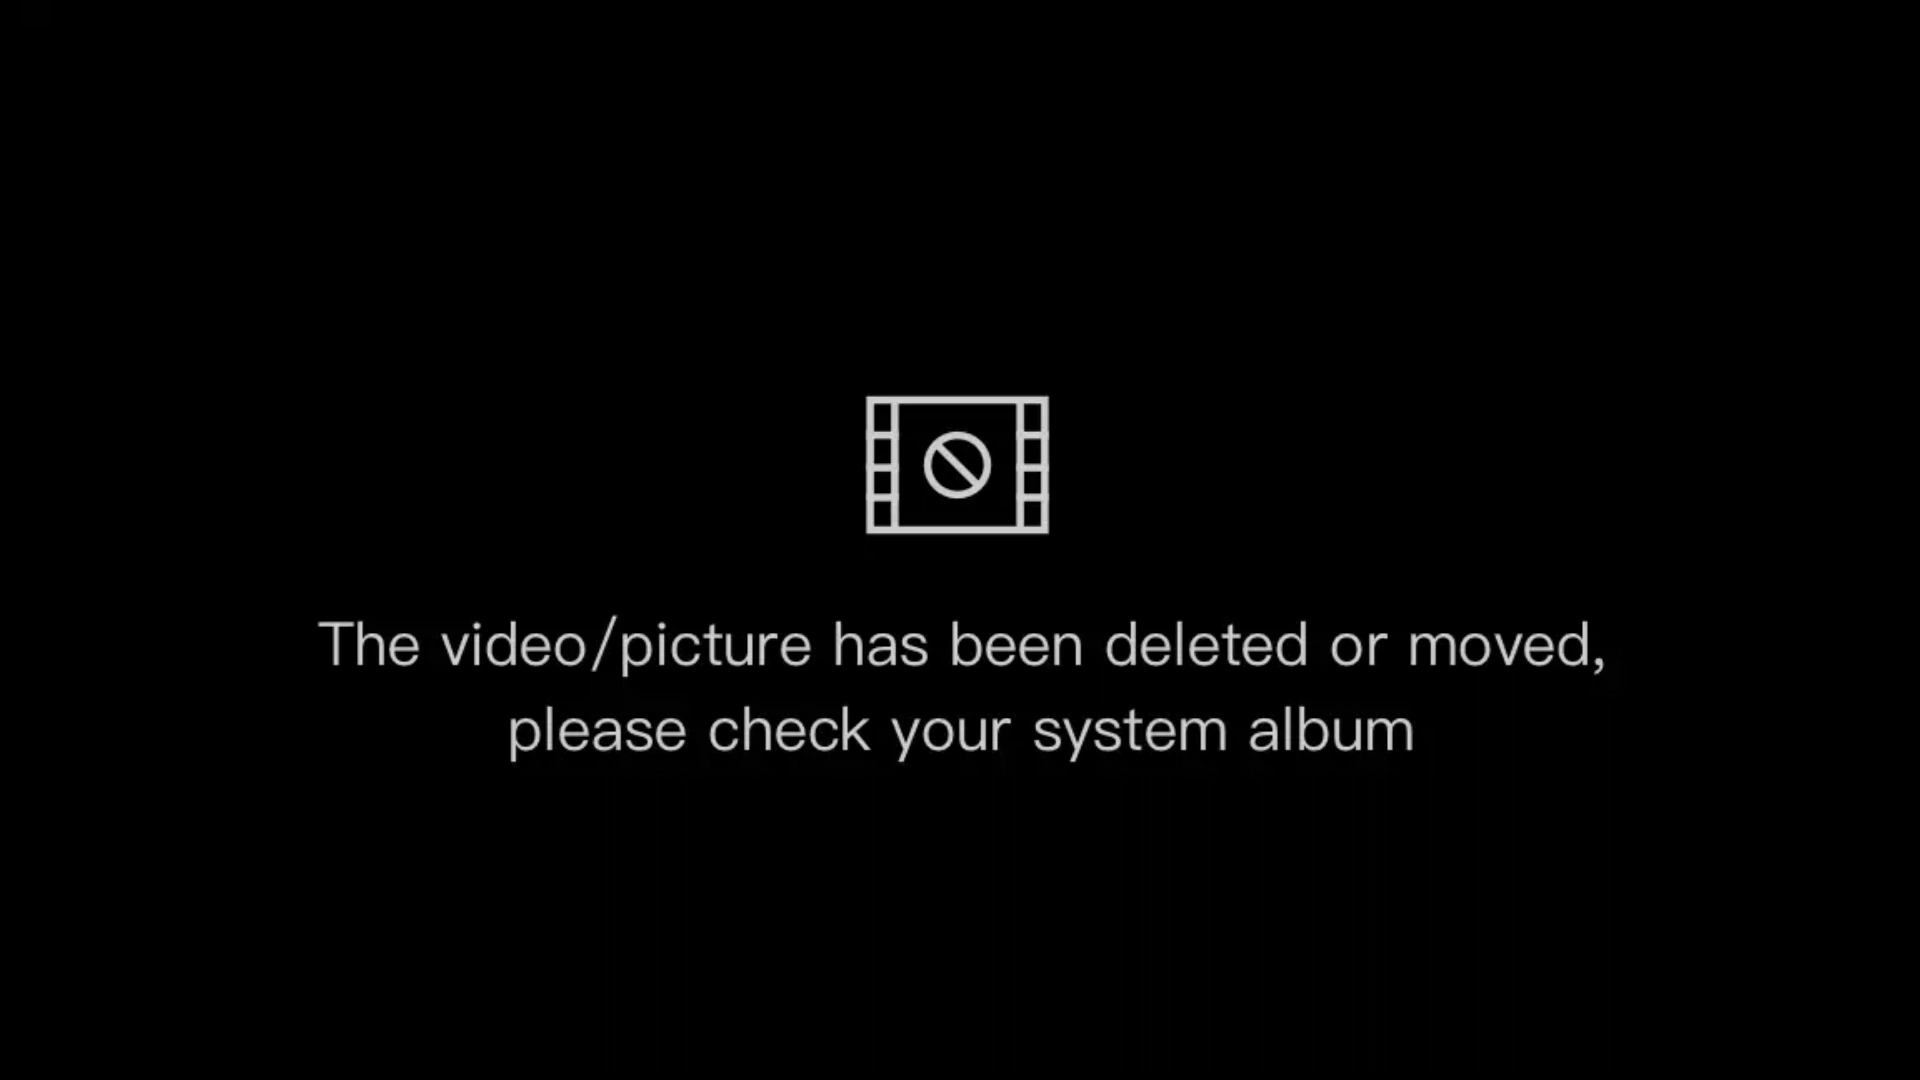 The video/picture has been deleted or moved,
please check your system album